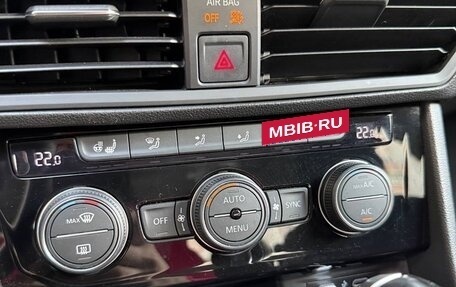 AIR BAG
OFF
MBIB.RU
22.0
22.0
MAX
OFF
AUTO
MENU
SYNC
MAX A/C
A/C